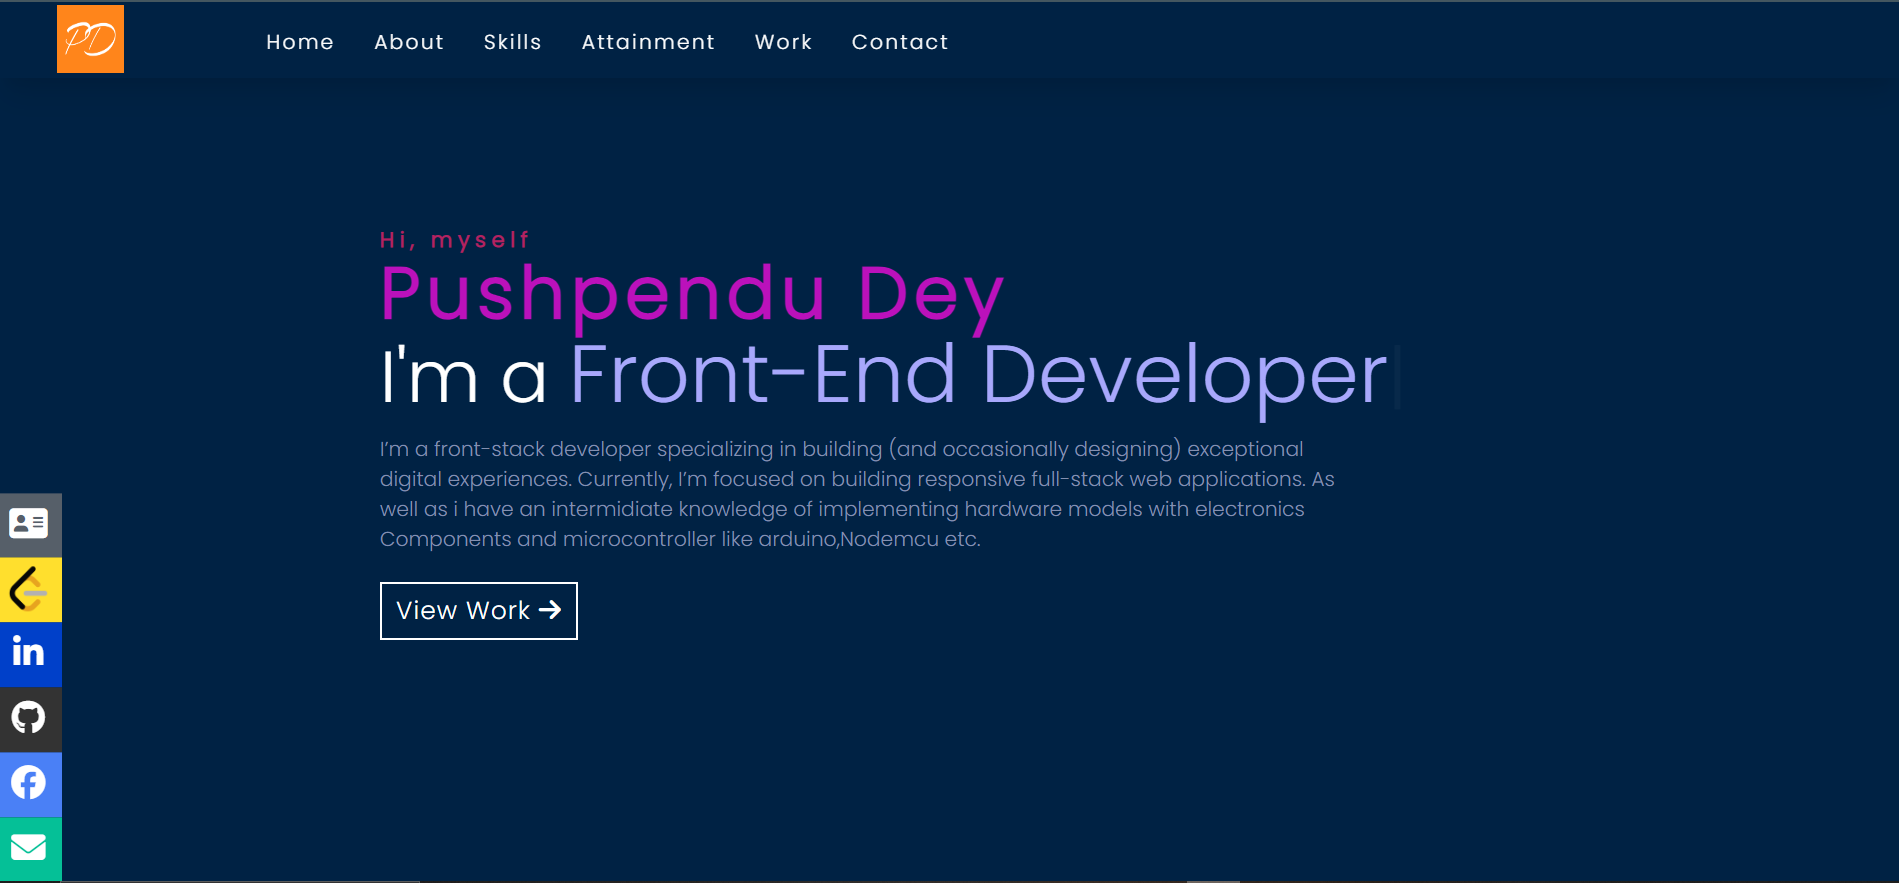 PD
Home About Skills Attainment Work Contact
Hi, myself
Pushpendu Dey
I'm a Front-End Developer
I’m a front-stack developer specializing in building (and occasionally designing) exceptional
digital experiences. Currently, I’m focused on building responsive full-stack web applications. As
well as i have an intermidiate knowledge of implementing hardware models with electronics
Components and microcontroller like arduino,Nodemcu etc.
View Work
in